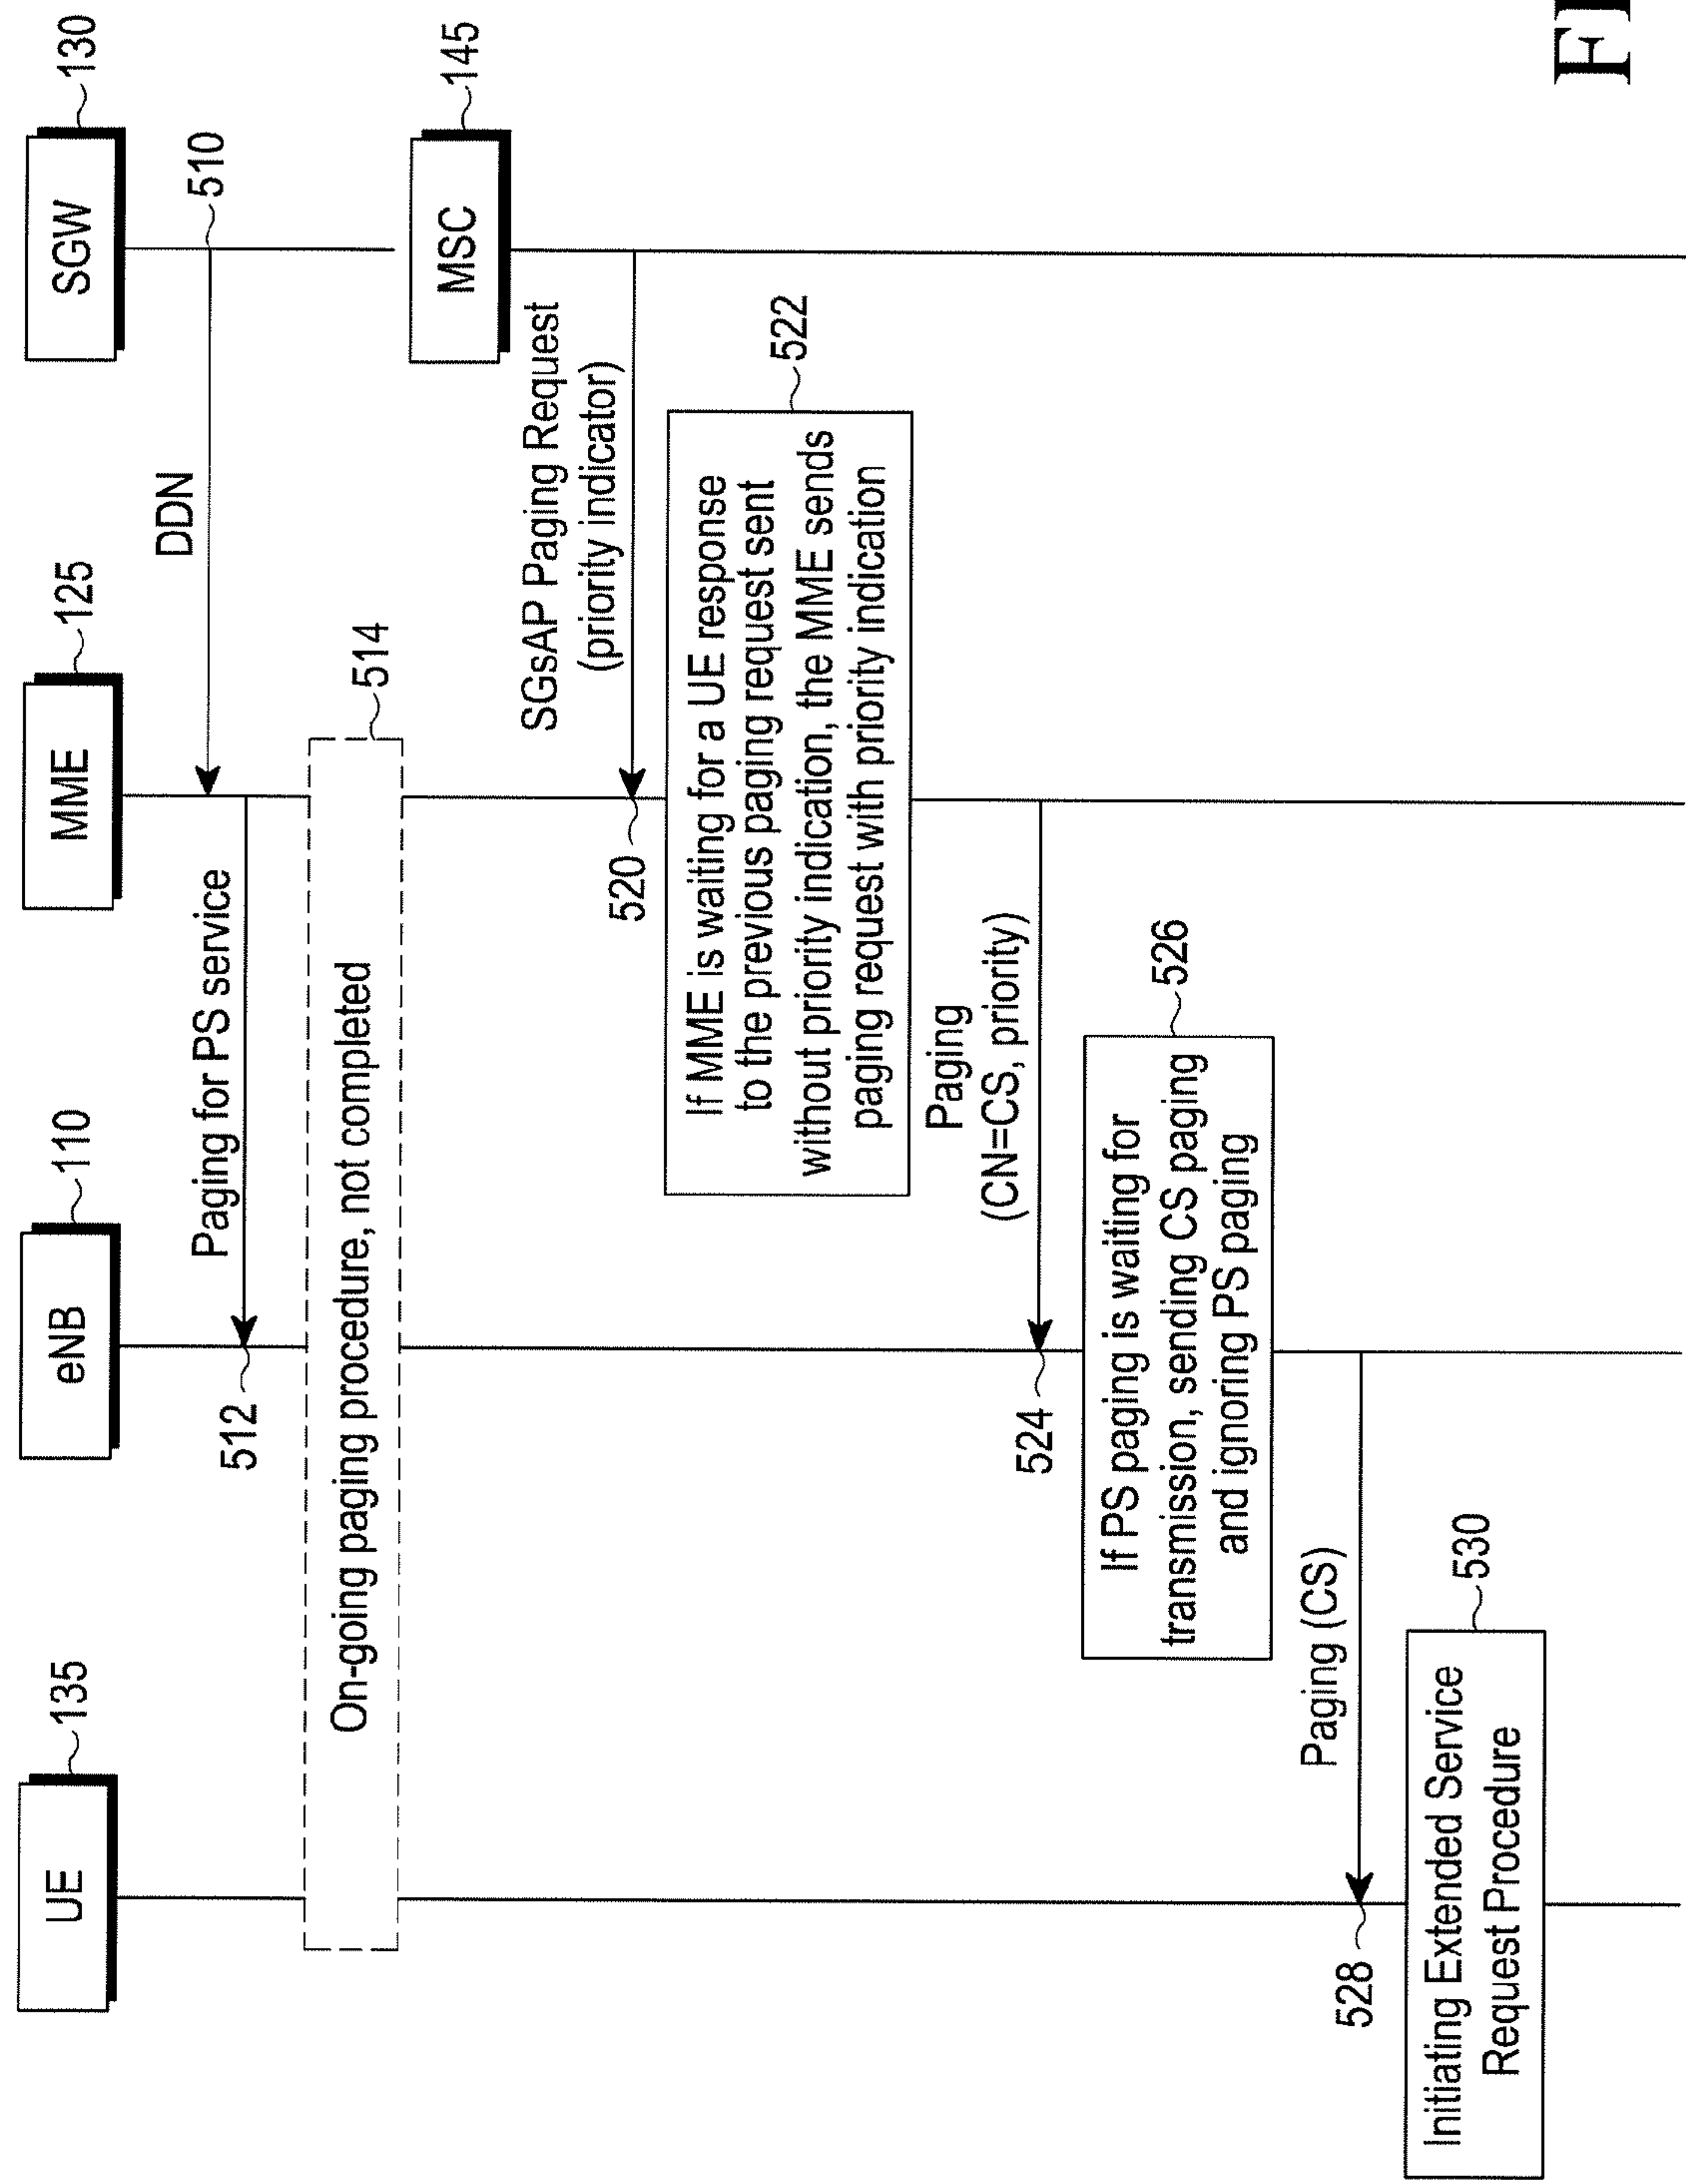 UE
135
eNB
110
MME
125
SGW
130
DDN
510
Paging for PS service
512
On-going paging procedure, not completed
514
MSC
145
SGsAP Paging Request
(priority indicator)
520
If MME is waiting for a UE response
to the previous paging request sent
without priority indication, the MME sends
paging request with priority indication
522
Paging
(CN=CS, priority)
524
If PS paging is waiting for
transmission, sending CS paging
and ignoring PS paging
526
Paging (CS)
528
Initiating Extended Service
Request Procedure
530